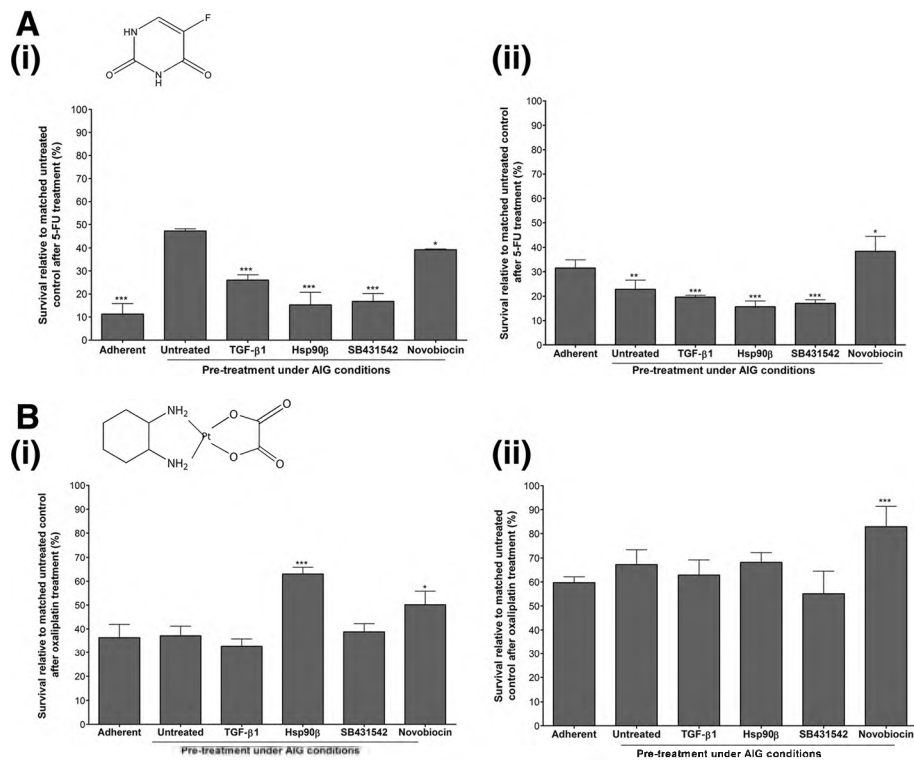 A
(i)
HN
F
O
N
H
O
Survival relative to matched untreated
control after 5-FU treatment (%)
100
90
80
70
60
50
40
30
20
10
0
***
***
***
***
*
Adherent Untreated TGF-β1 Hsp90β SB431542 Novobiocin
Pre-treatment under AIG conditions
(ii)
Survival relative to matched untreated control
after 5-FU treatment (%)
100
90
80
70
60
50
40
30
20
10
0
**
***
***
***
*
Adherent Untreated TGF-β1 Hsp90β SB431542 Novobiocin
Pre-treatment under AIG conditions
B
(i)
NH2
NH2
Pt
O
O
O
O
Survival relative to matched untreated control
after oxaliplatin treatment (%)
100
90
80
70
60
50
40
30
20
10
0
***
*
Adherent Untreated TGF-β1 Hsp90β SB431542 Novobiocin
Pre-treatment under AIG conditions
(ii)
Survival relative to matched untreated
control after oxaliplatin treatment (%)
100
90
80
70
60
50
40
30
20
10
0
***
Adherent Untreated TGF-β1 Hsp90β SB431542 Novobiocin
Pre-treatment under AIG conditions